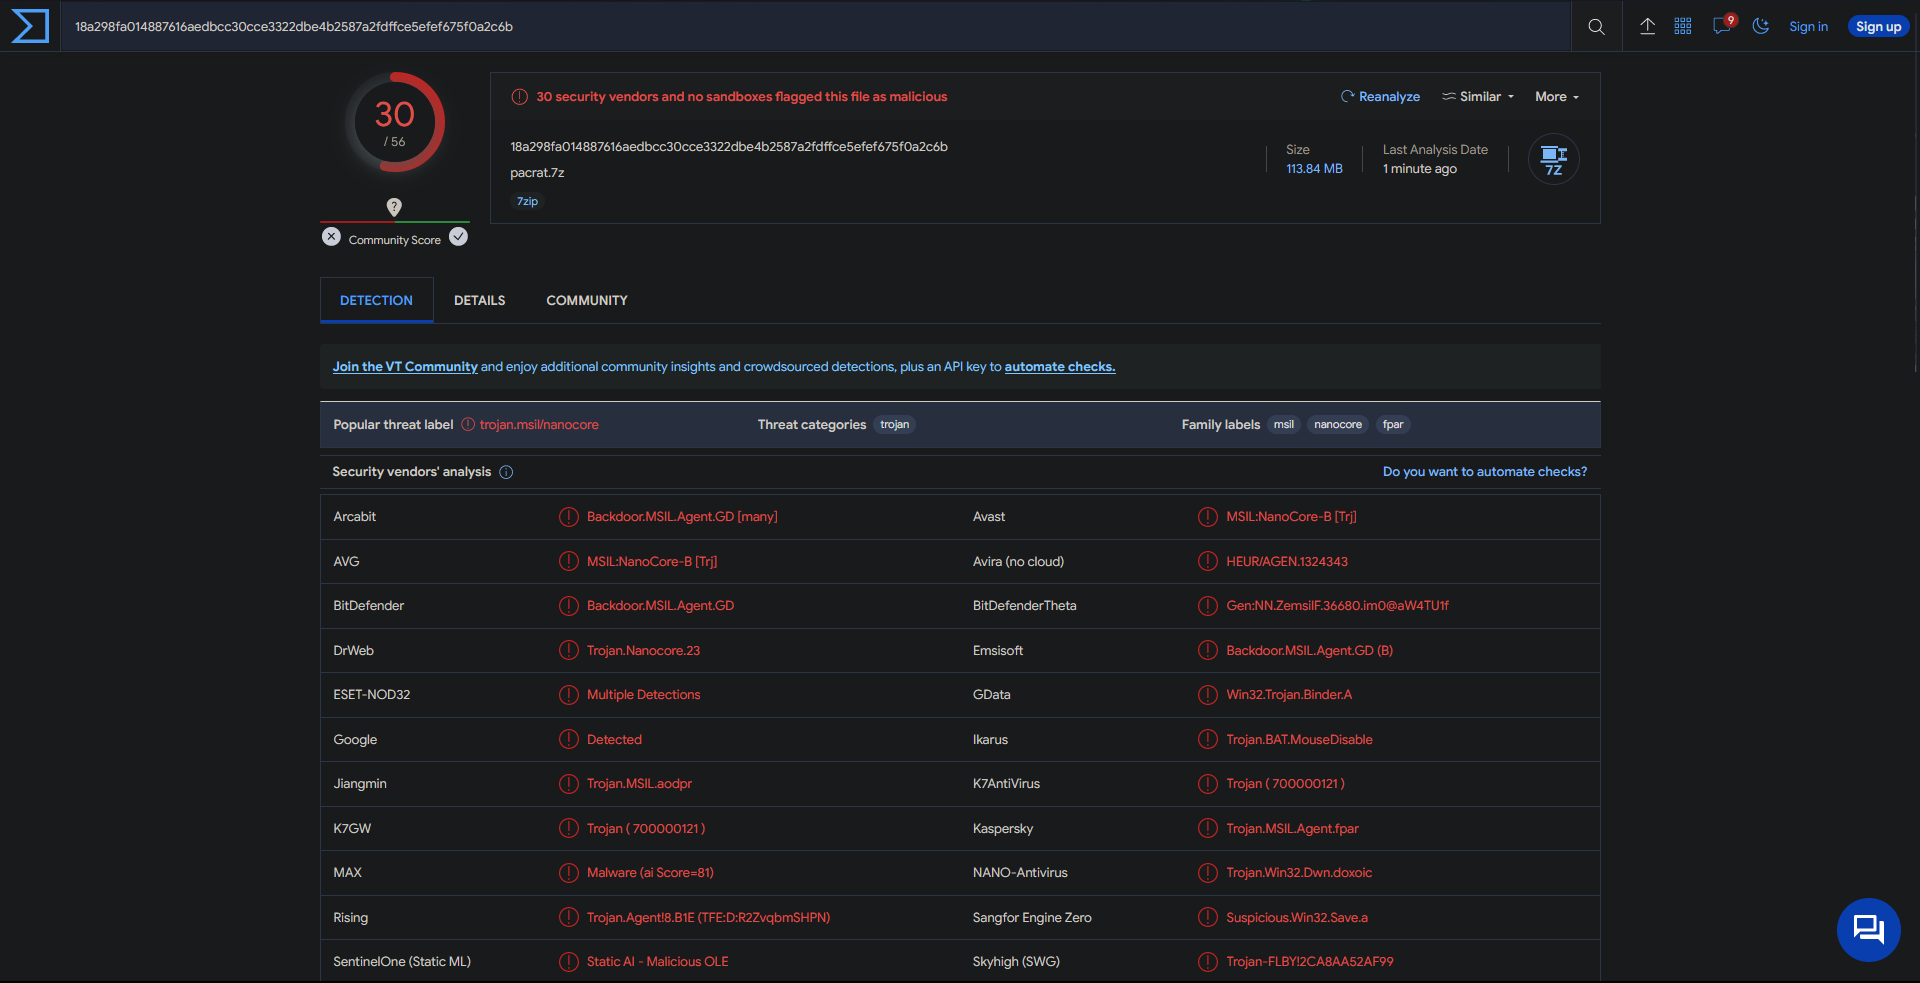 18a298fa014887616aedbcc30cce3322dbe4b2587a2fdffce5efef675f0a2c6b
9
Sign in
Sign up
30
/ 56
?
Community Score
30 security vendors and no sandboxes flagged this file as malicious
Reanalyze
Similar
More
18a298fa014887616aedbcc30cce3322dbe4b2587a2fdffce5efef675f0a2c6b
pacrat.7z
7zip
Size
113.84 MB
Last Analysis Date
1 minute ago
7Z
DETECTION
DETAILS
COMMUNITY
Join the VT Community and enjoy additional community insights and crowdsourced detections, plus an API key to automate checks.
Popular threat label
trojan.msil/nanocore
Threat categories
trojan
Family labels
msil
nanocore
fpar
Security vendors' analysis
Do you want to automate checks?
Arcabit
Backdoor.MSIL.Agent.GD [many]
Avast
MSIL:NanoCore-B [Trj]
AVG
MSIL:NanoCore-B [Trj]
Avira (no cloud)
HEUR/AGEN.1324343
BitDefender
Backdoor.MSIL.Agent.GD
BitDefenderTheta
Gen:NN.ZemsilF.36680.im0@aW4TU1f
DrWeb
Trojan.Nanocore.23
Emsisoft
Backdoor.MSIL.Agent.GD (B)
ESET-NOD32
Multiple Detections
GData
Win32.Trojan.Binder.A
Google
Detected
Ikarus
Trojan.BAT.MouseDisable
Jiangmin
Trojan.MSIL.aodpr
K7AntiVirus
Trojan ( 700000121 )
K7GW
Trojan ( 700000121 )
Kaspersky
Trojan.MSIL.Agent.fpar
MAX
Malware (ai Score=81)
NANO-Antivirus
Trojan.Win32.Dwn.doxoic
Rising
Trojan.Agent!8.B1E (TFE:D:R2ZvqbmSHPN)
Sangfor Engine Zero
Suspicious.Win32.Save.a
SentinelOne (Static ML)
Static AI - Malicious OLE
Skyhigh (SWG)
Trojan-FLBY!2CA8AA52AF99